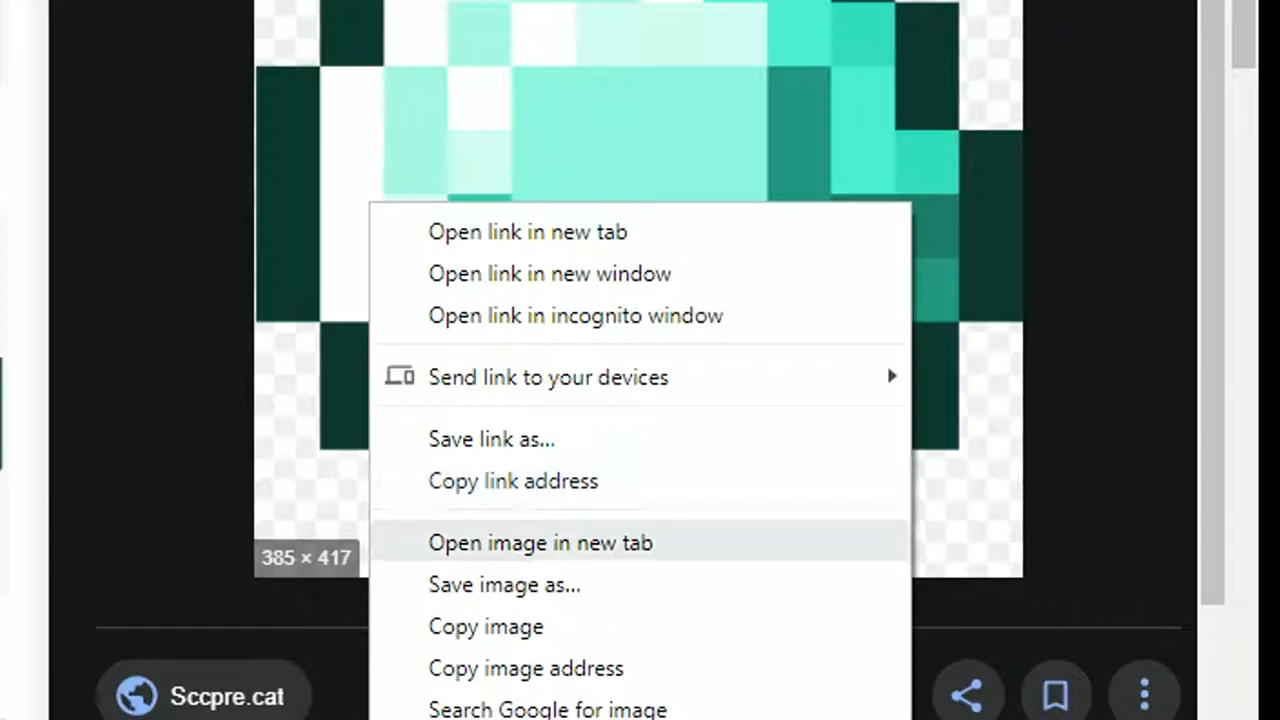 Open link in new tab
Open link in new window
Open link in incognito window
Send link to your devices
Save link as...
Copy link address
Open image in new tab
385 × 417
Save image as...
Copy image
Copy image address
Sccpre.cat
Search Google for image